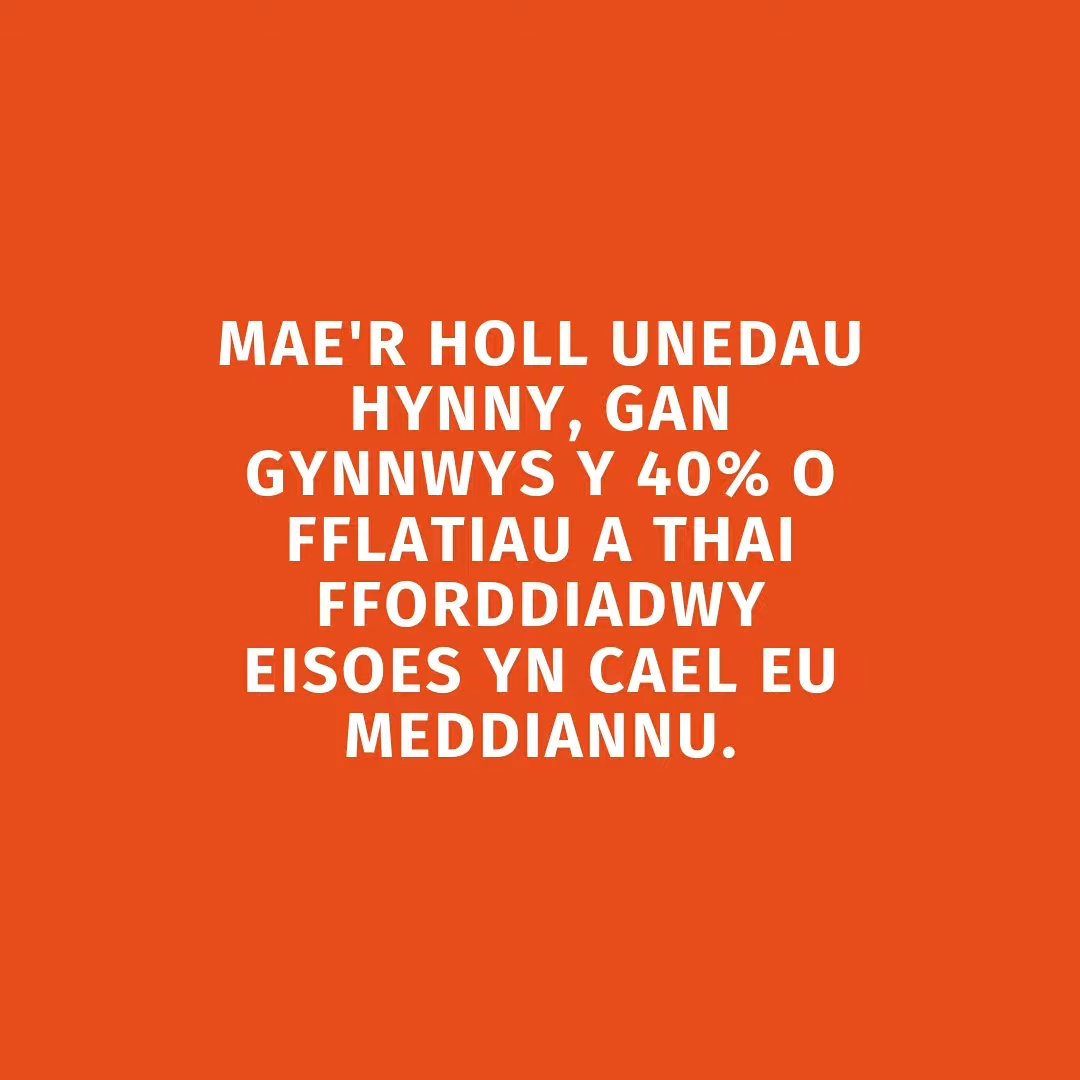 MAE'R HOLL UNEDAU
HYNNY, GAN
GYNNWYS Y 40% O
FFLATIAU A THAI
FFORDDIADWY
EISOES YN CAEL EU
MEDDIANNU.